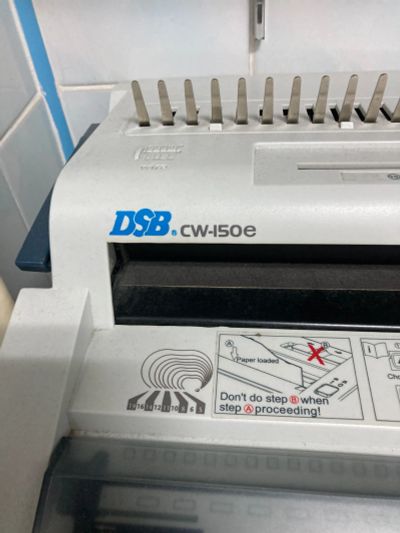 DSB® CW-150e
A
B
Paper loaded
Don't do step B when
step A proceeding!